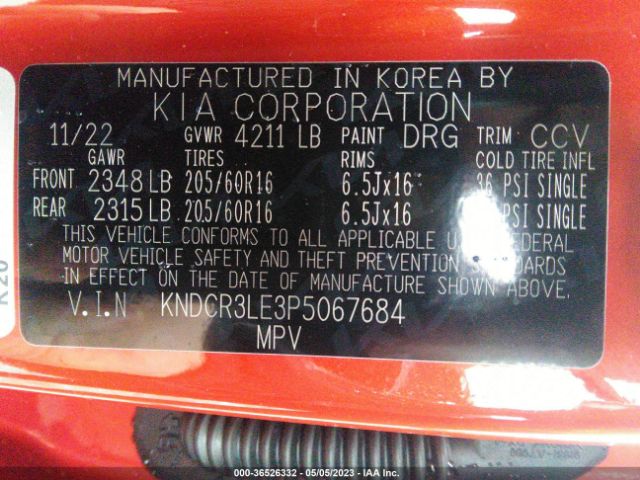 MANUFACTURED IN KOREA BY
KIA CORPORATION
11/22 GVWR 4211 LB PAINT DRG TRIM CCV
GAWR TIRES RIMS COLD TIRE INFL
FRONT 2348 LB 205/60R16 6.5Jx16 36 PSI SINGLE
REAR 2315 LB 205/60R16 6.5Jx16 PSI SINGLE
THIS VEHICLE CONFORMS TO ALL APPLICABLE FEDERAL
MOTOR VEHICLE SAFETY AND THEFT PREVENTION STANDARDS
IN EFFECT ON THE DATE OF MANUFACTURE SHOWN ABOVE.
V.I.N KNDCR3LE3P5067684
MPV
K20
000-36526332 - 05/05/2023 - IAA Inc.